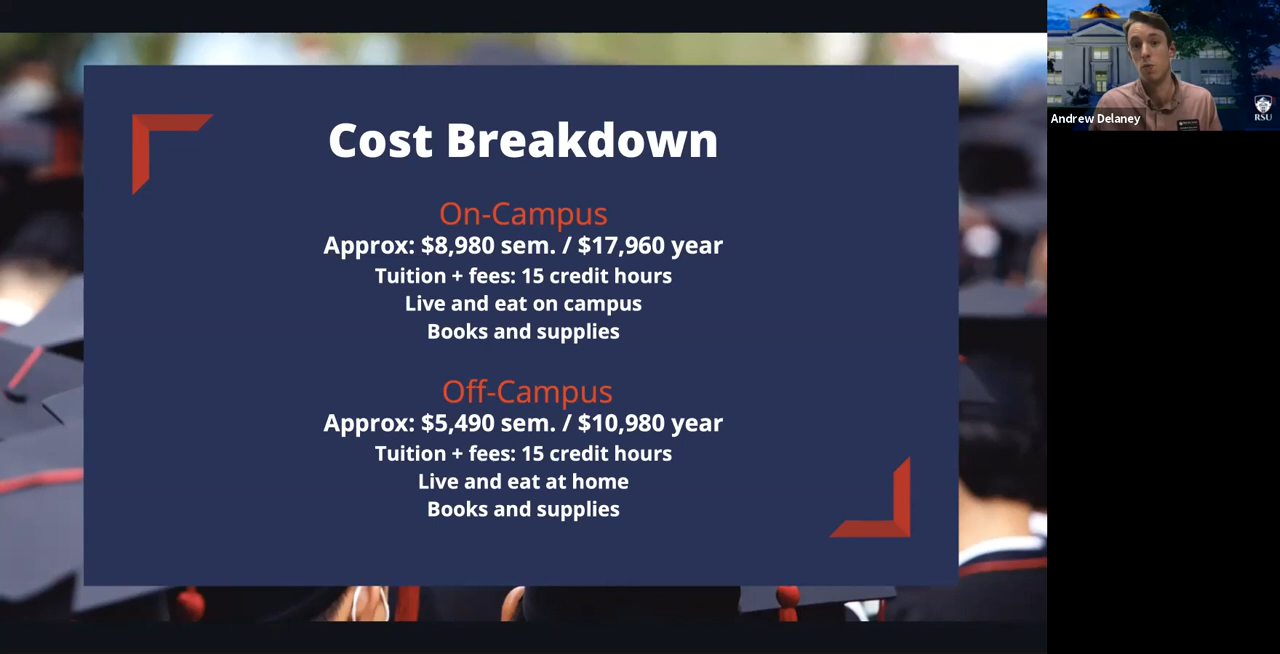 Cost Breakdown
On-Campus
Approx: $8,980 sem. / $17,960 year
Tuition + fees: 15 credit hours
Live and eat on campus
Books and supplies
Off-Campus
Approx: $5,490 sem. / $10,980 year
Tuition + fees: 15 credit hours
Live and eat at home
Books and supplies
Andrew Delaney
RSU